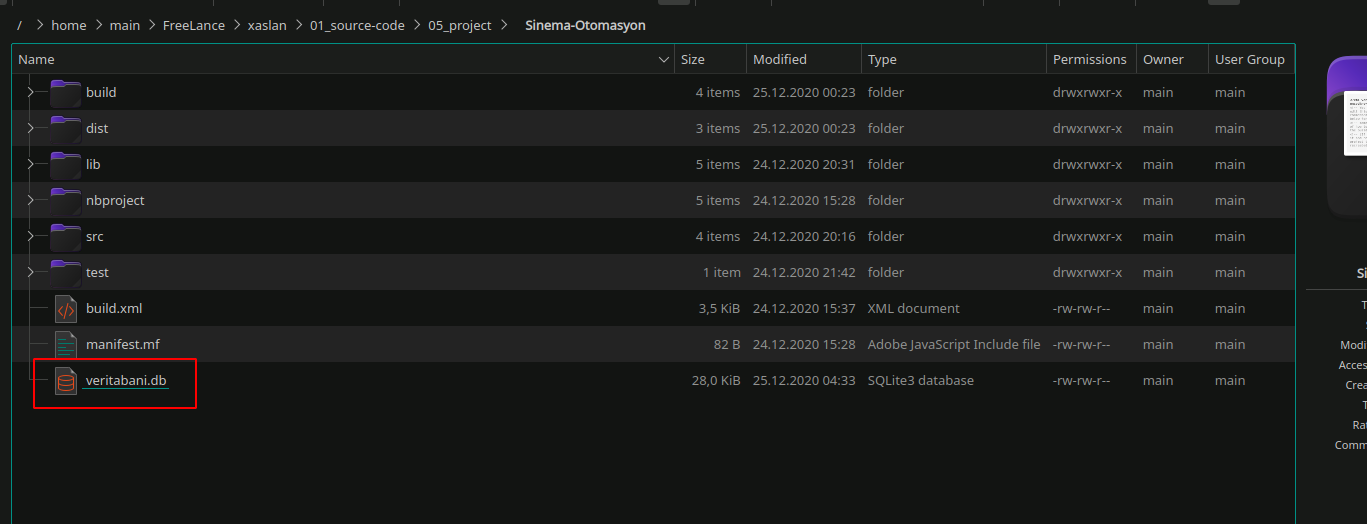 / > home > main > FreeLance > xaslan > 01_source-code > 05_project > Sinema-Otomasyon
Name Size Modified Type Permissions Owner User Group
build 4 items 25.12.2020 00:23 folder drwxrwxr-x main main
dist 3 items 25.12.2020 00:23 folder drwxrwxr-x main main
lib 5 items 24.12.2020 20:31 folder drwxrwxr-x main main
nbproject 5 items 24.12.2020 15:28 folder drwxrwxr-x main main
src 4 items 24.12.2020 20:16 folder drwxrwxr-x main main
test 1 item 24.12.2020 21:42 folder drwxrwxr-x main main
build.xml 3,5 KiB 24.12.2020 15:37 XML document -rw-rw-r-- main main
manifest.mf 82 B 24.12.2020 15:28 Adobe JavaScript Include file -rw-rw-r-- main main
veritabani.db 28,0 KiB 25.12.2020 04:33 SQLite3 database -rw-rw-r-- main main
Si
T
Modi
Acces
Crea
T
Rat
Comm